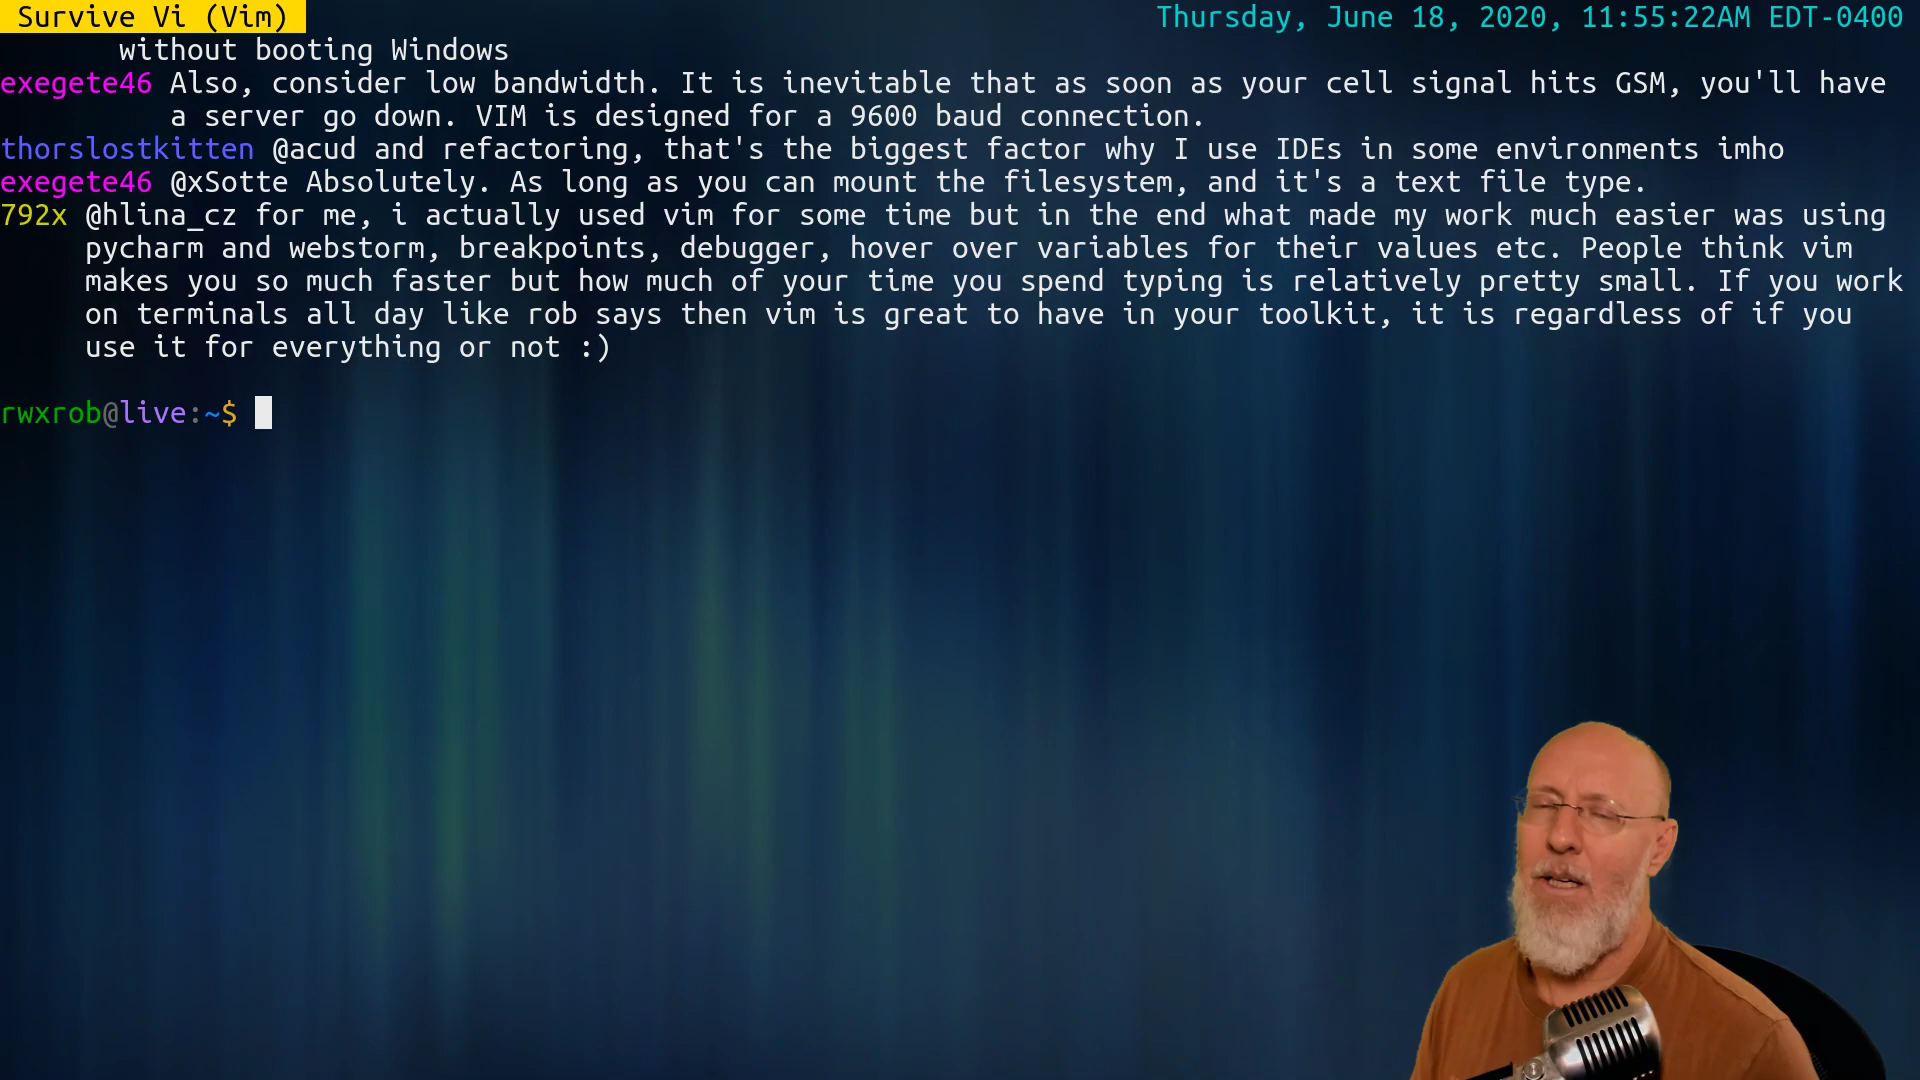 Survive Vi (Vim)
Thursday, June 18, 2020, 11:55:22AM EDT-0400
without booting Windows
exegete46 Also, consider low bandwidth. It is inevitable that as soon as your cell signal hits GSM, you'll have
a server go down. VIM is designed for a 9600 baud connection.
thorslostkitten @acud and refactoring, that's the biggest factor why I use IDEs in some environments imho
exegete46 @xSotte Absolutely. As long as you can mount the filesystem, and it's a text file type.
792x @hlina_cz for me, i actually used vim for some time but in the end what made my work much easier was using
pycharm and webstorm, breakpoints, debugger, hover over variables for their values etc. People think vim
makes you so much faster but how much of your time you spend typing is relatively pretty small. If you work
on terminals all day like rob says then vim is great to have in your toolkit, it is regardless of if you
use it for everything or not :)
rwxrob@live:~$